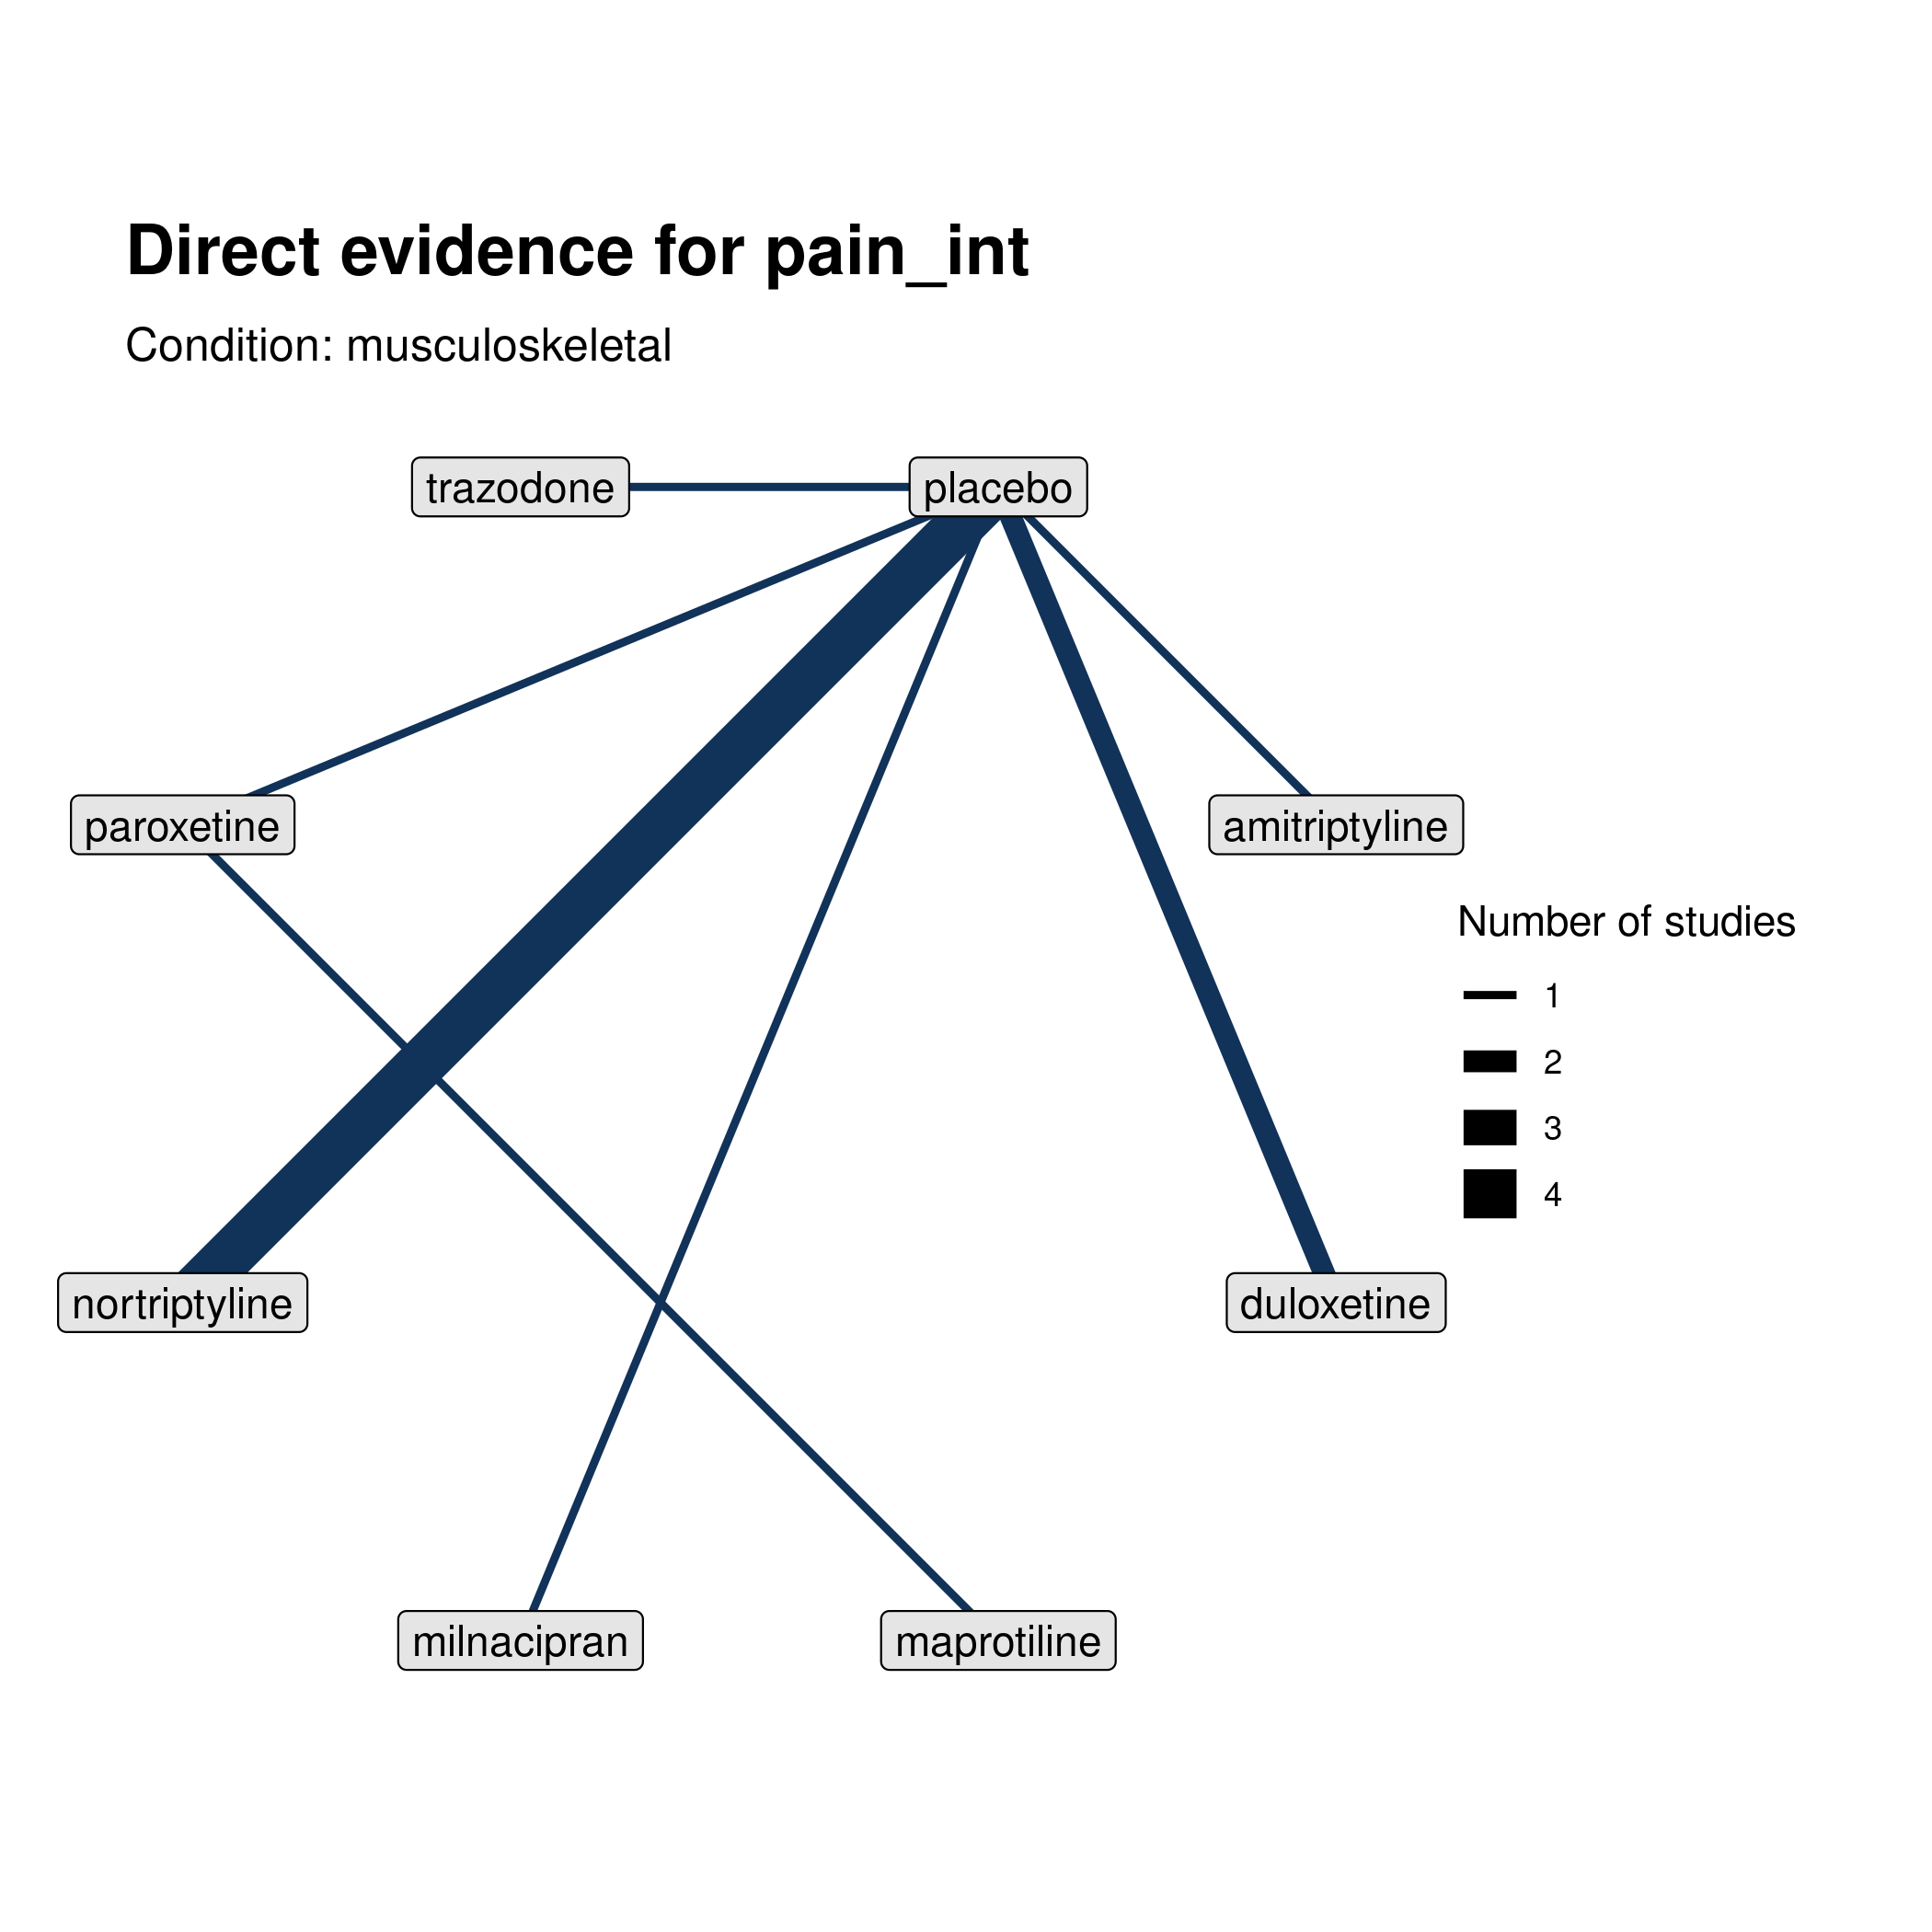 Direct evidence for pain_int
Condition: musculoskeletal
trazodone
placebo
paroxetine
amitriptyline
Number of studies
1
2
3
4
nortriptyline
duloxetine
milnacipran
maprotiline